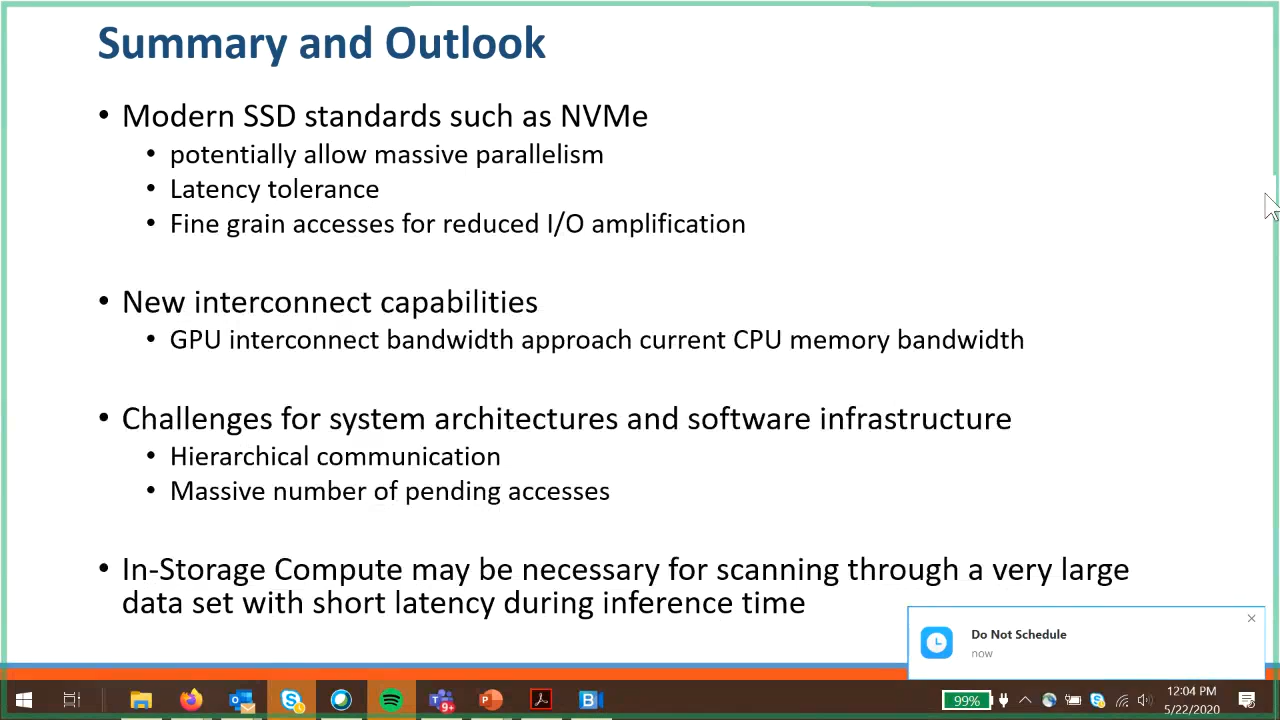 Summary and Outlook
• Modern SSD standards such as NVMe
• potentially allow massive parallelism
• Latency tolerance
• Fine grain accesses for reduced I/O amplification
• New interconnect capabilities
• GPU interconnect bandwidth approach current CPU memory bandwidth
• Challenges for system architectures and software infrastructure
• Hierarchical communication
• Massive number of pending accesses
• In-Storage Compute may be necessary for scanning through a very large
data set with short latency during inference time
Do Not Schedule
now
99%
12:04 PM
5/22/2020
9+